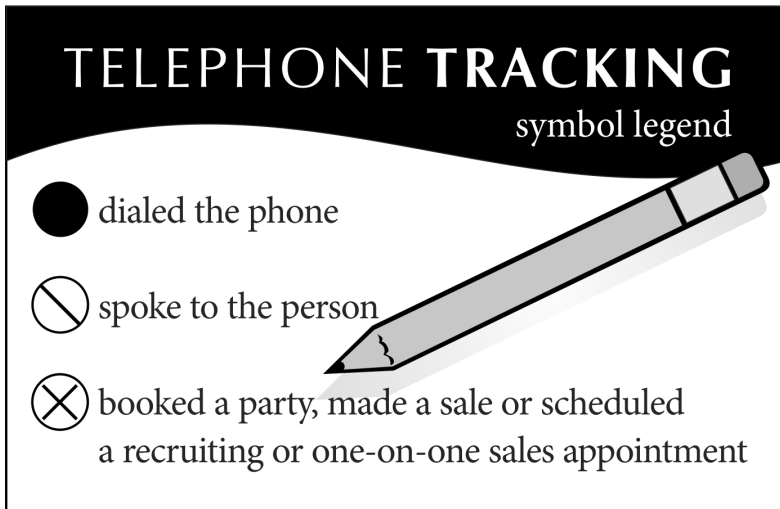 TELEPHONE TRACKING
symbol legend
dialed the phone
spoke to the person
booked a party, made a sale or scheduled
a recruiting or one-on-one sales appointment